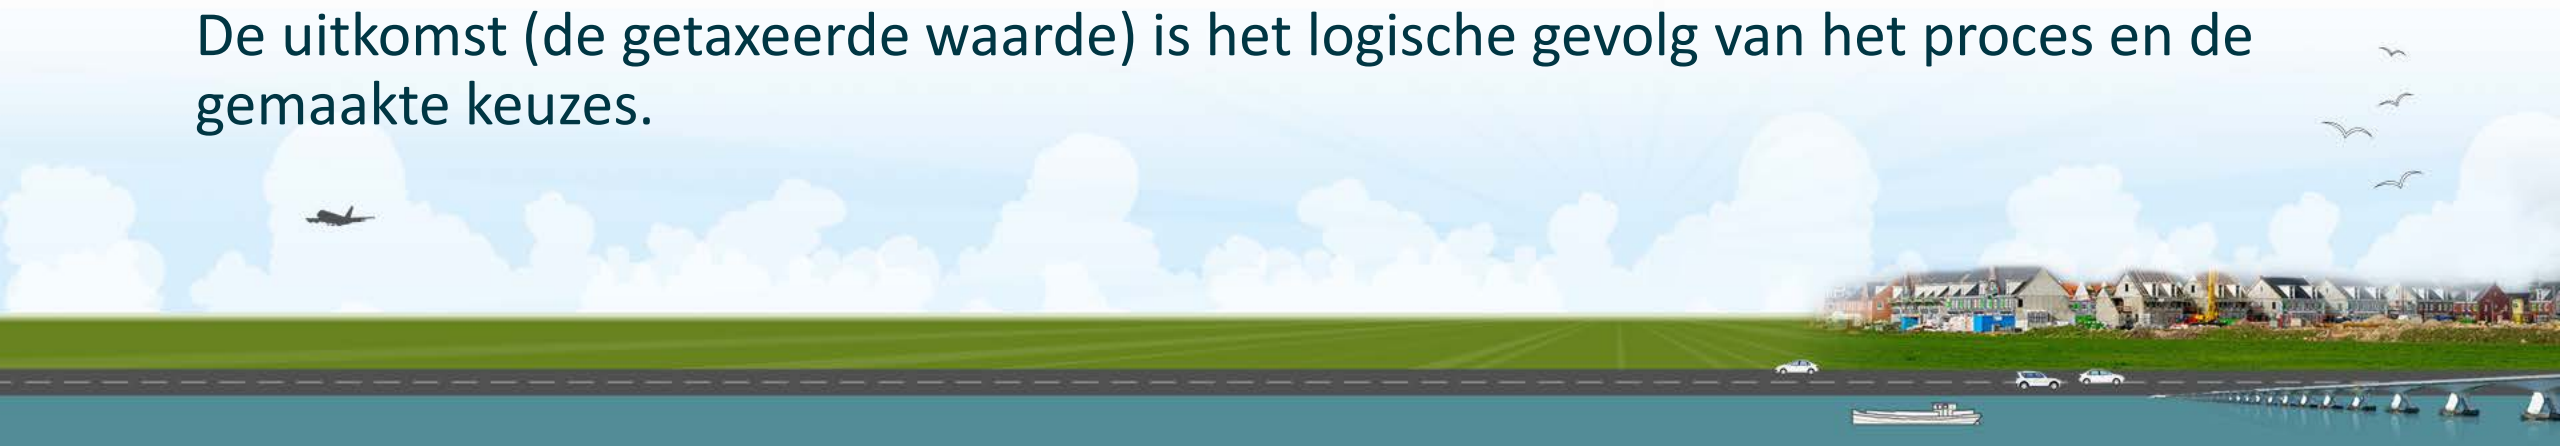 De uitkomst (de getaxeerde waarde) is het logische gevolg van het proces en de
gemaakte keuzes.